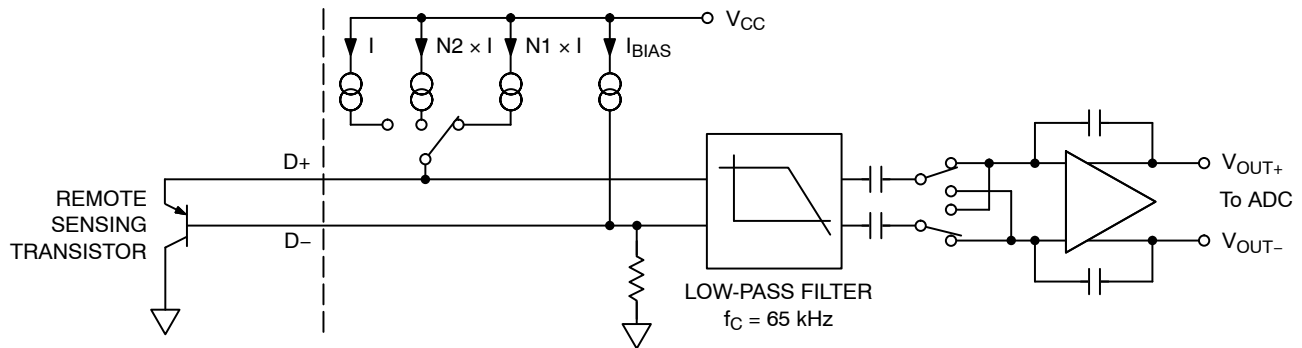 V_CC
I
N2 × I
N1 × I
I_BIAS
D+
D−
REMOTE
SENSING
TRANSISTOR
LOW-PASS FILTER
f_C = 65 kHz
V_OUT+
To ADC
V_OUT−